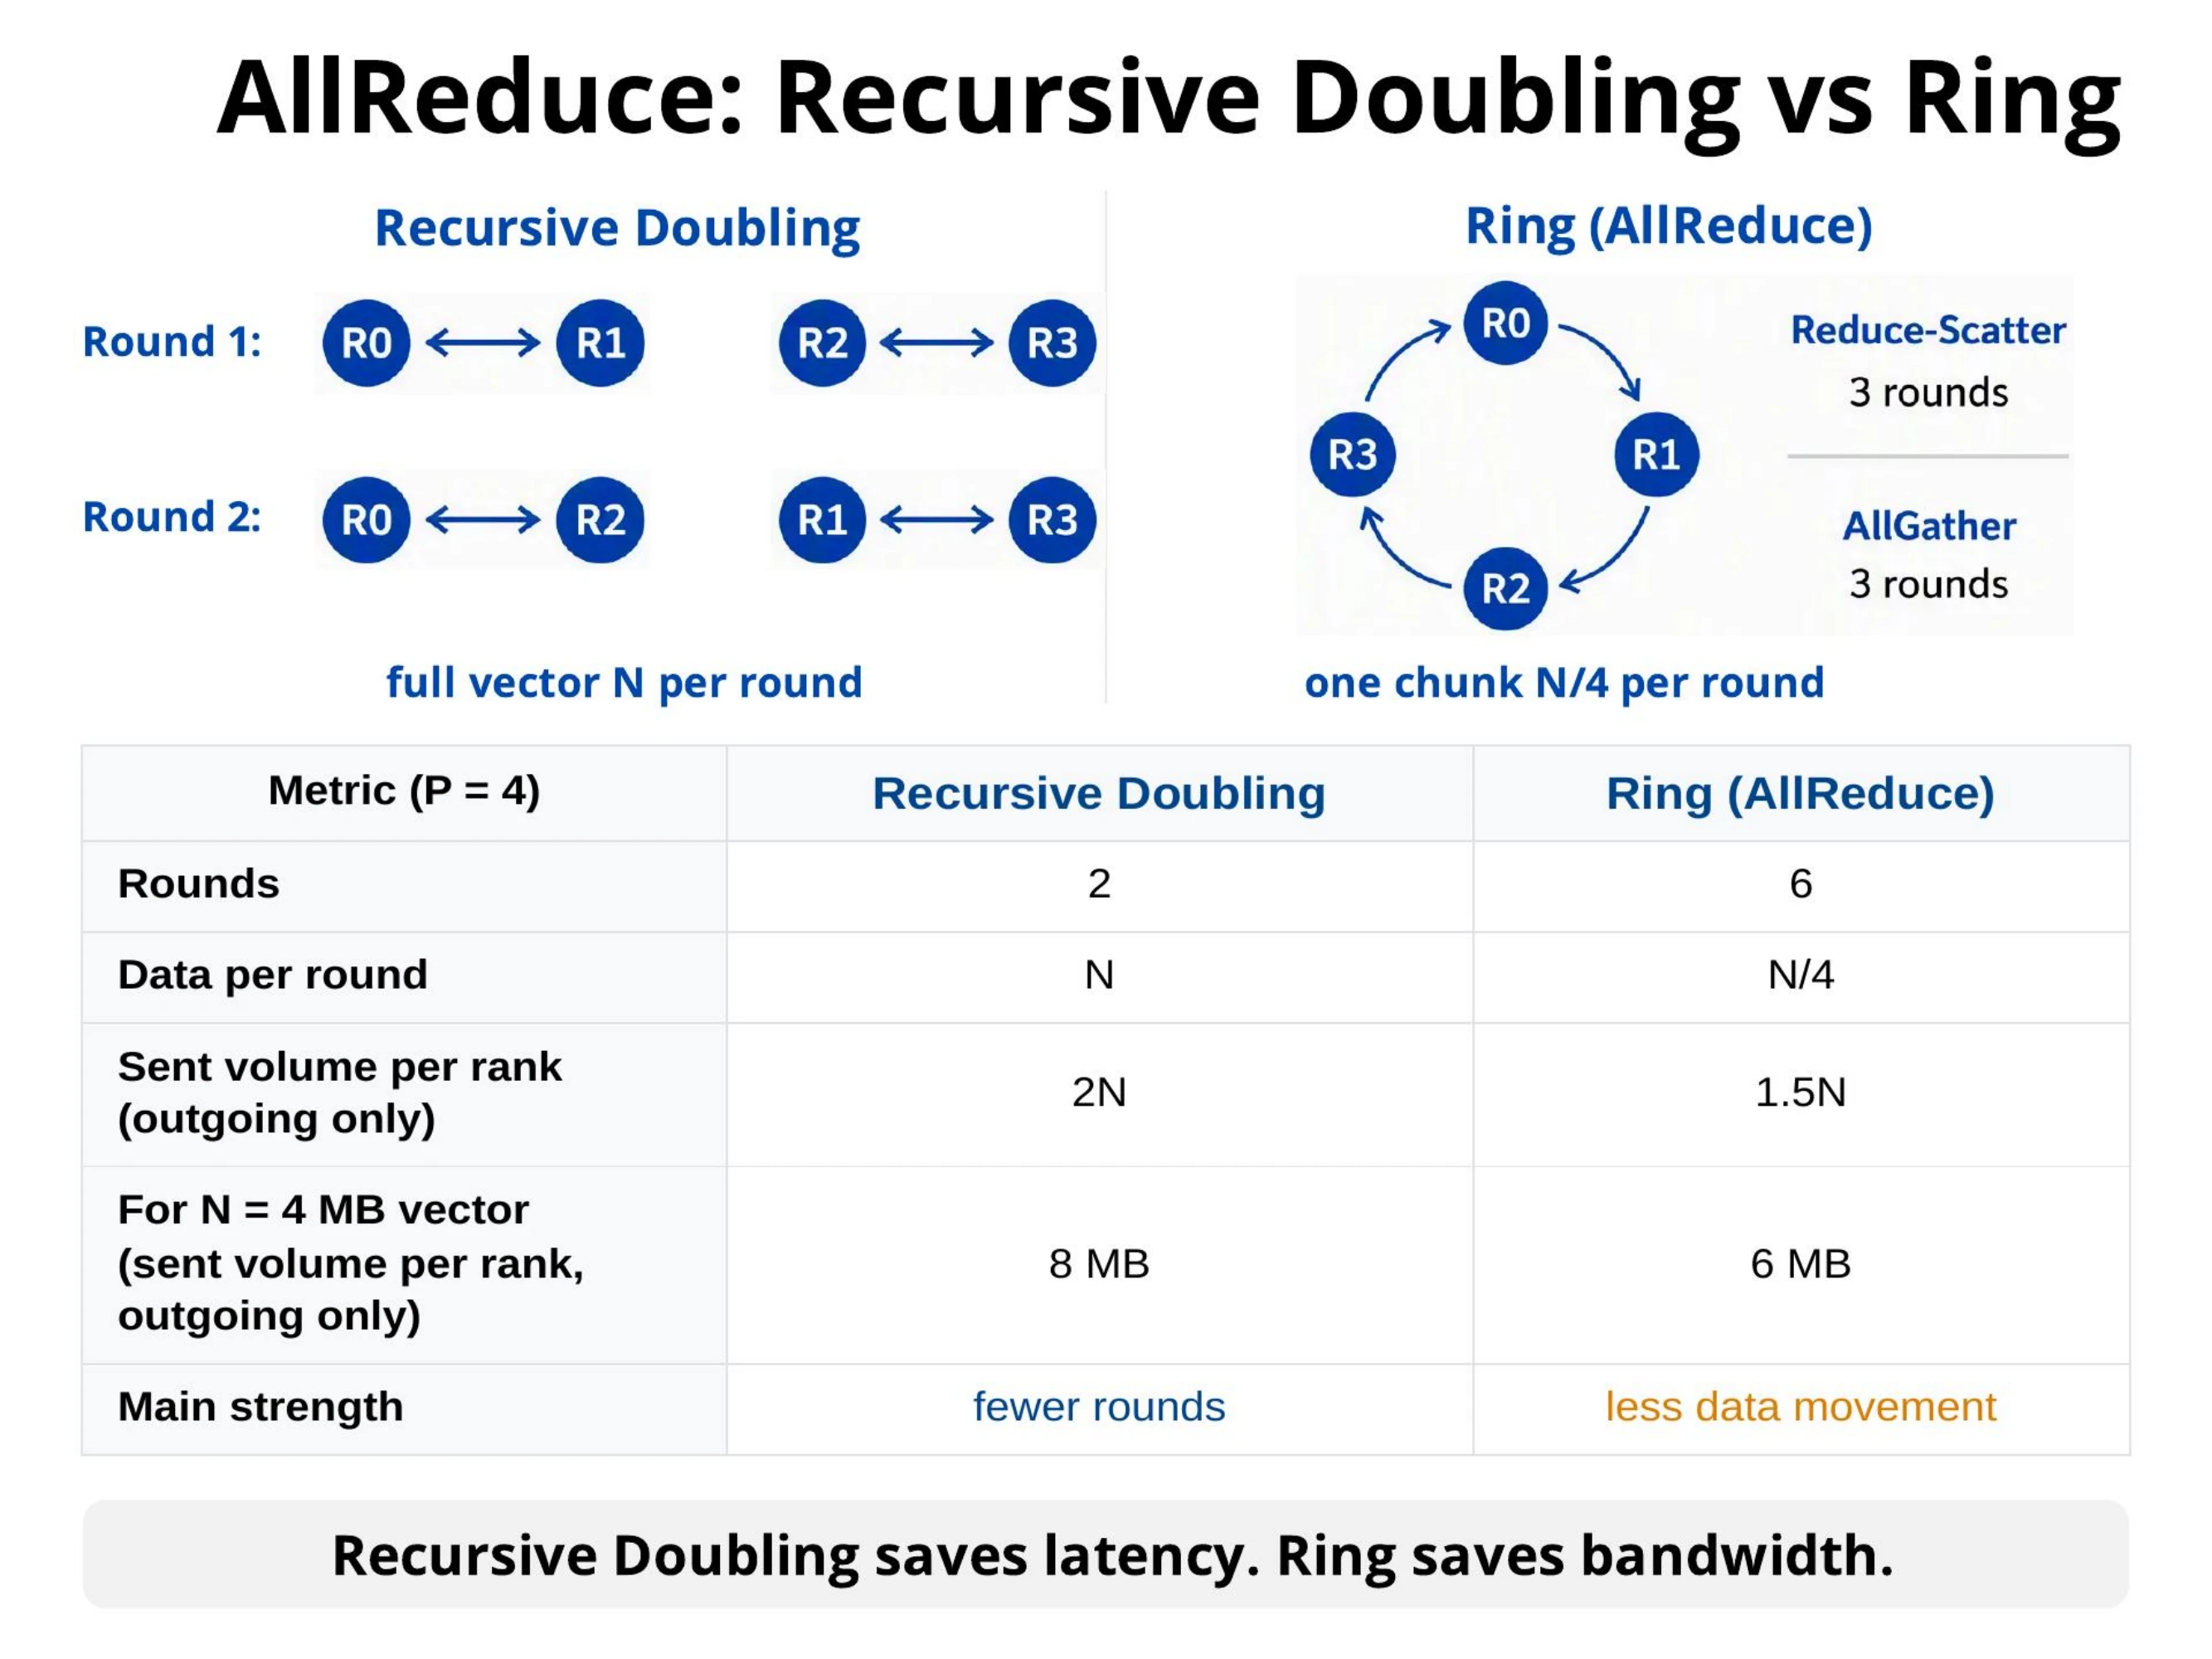 AllReduce: Recursive Doubling vs Ring
Recursive Doubling
Round 1:
R0
R1
R2
R3
Round 2:
R0
R2
R1
R3
full vector N per round
Ring (AllReduce)
R0
R1
R2
R3
Reduce-Scatter
3 rounds
AllGather
3 rounds
one chunk N/4 per round
Metric (P = 4)
Recursive Doubling
Ring (AllReduce)
Rounds
2
6
Data per round
N
N/4
Sent volume per rank
(outgoing only)
2N
1.5N
For N = 4 MB vector
(sent volume per rank,
outgoing only)
8 MB
6 MB
Main strength
fewer rounds
less data movement
Recursive Doubling saves latency. Ring saves bandwidth.